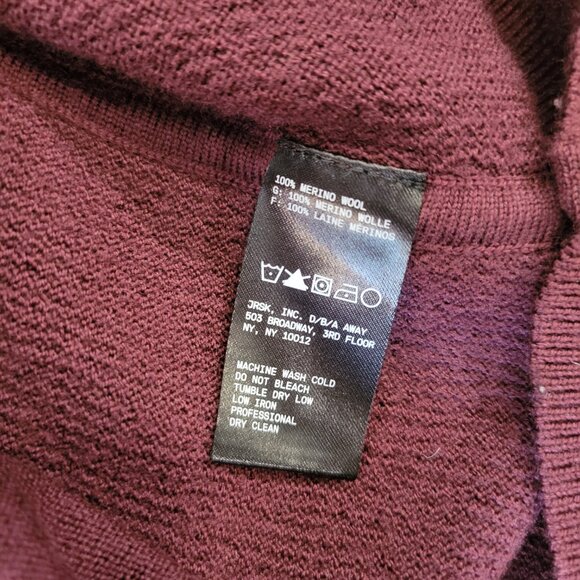 100% MERINO WOOL
G: 100% MERINO WOLLE
F: 100% LAINE MERINOS
JRSK, INC. D/B/A AWAY
503 BROADWAY, 3RD FLOOR
NY, NY 10012
MACHINE WASH COLD
DO NOT BLEACH
TUMBLE DRY LOW
LOW IRON
PROFESSIONAL
DRY CLEAN